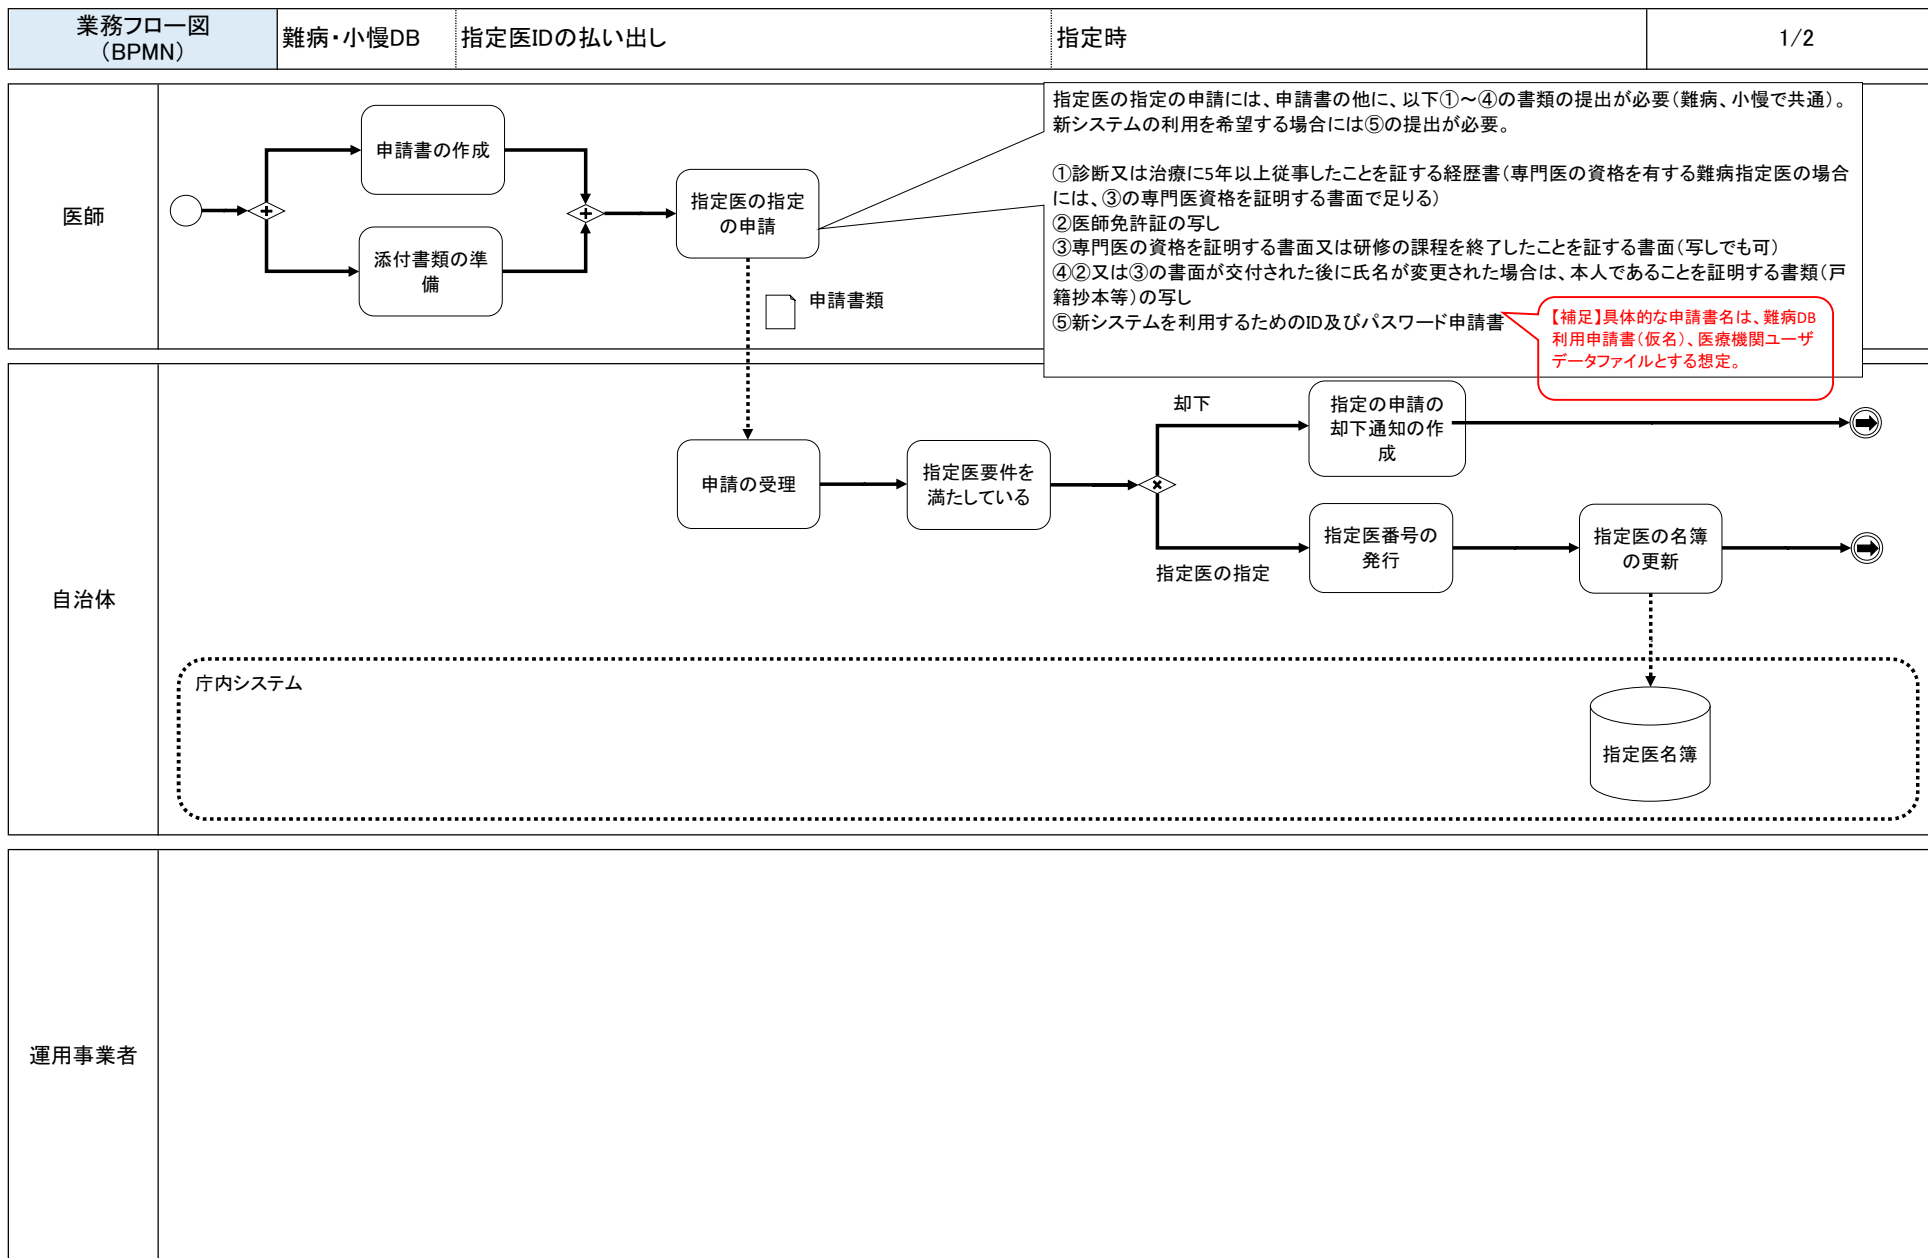 業務フロー図
（BPMN）
難病・小慢DB
指定医IDの払い出し
指定時
1/2
医師
申請書の作成
添付書類の準
備
指定医の指定
の申請
申請書類
指定医の指定の申請には、申請書の他に、以下①～④の書類の提出が必要（難病、小慢で共通）。
新システムの利用を希望する場合には⑤の提出が必要。
①診断又は治療に5年以上従事したことを証する経歴書（専門医の資格を有する難病指定医の場合
には、③の専門医資格を証明する書面で足りる）
②医師免許証の写し
③専門医の資格を証明する書面又は研修の課程を終了したことを証する書面（写しでも可）
④②又は③の書面が交付された後に氏名が変更された場合は、本人であることを証明する書類（戸
籍抄本等）の写し
⑤新システムを利用するためのID及びパスワード申請書
【補足】具体的な申請書名は、難病DB
利用申請書（仮名）、医療機関ユーザ
データファイルとする想定。
自治体
申請の受理
指定医要件を
満たしている
却下
指定の申請の
却下通知の作
成
指定医の指定
指定医番号の
発行
指定医の名簿
の更新
庁内システム
指定医名簿
運用事業者